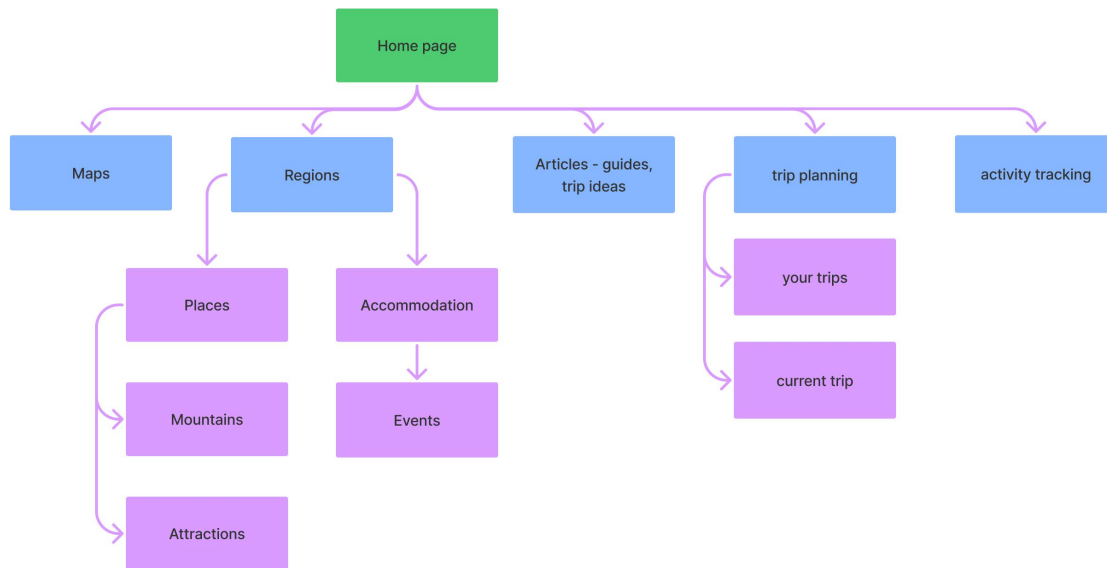 Home page
Maps
Regions
Articles - guides,
trip ideas
trip planning
activity tracking
Places
Accommodation
your trips
current trip
Mountains
Events
Attractions